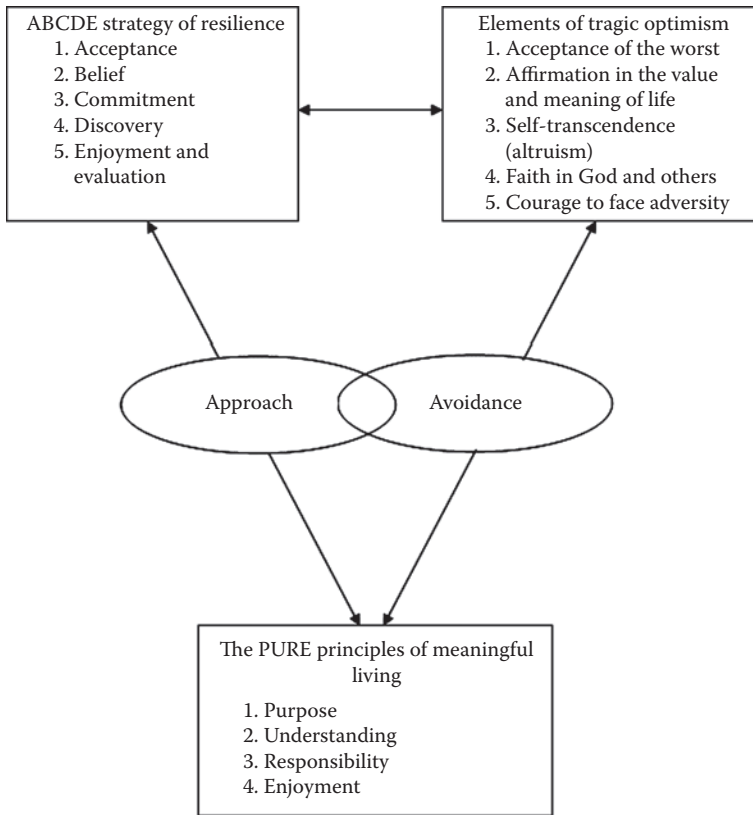 ABCDE strategy of resilience
1. Acceptance
2. Belief
3. Commitment
4. Discovery
5. Enjoyment and
evaluation
Elements of tragic optimism
1. Acceptance of the worst
2. Affirmation in the value
and meaning of life
3. Self-transcendence
(altruism)
4. Faith in God and others
5. Courage to face adversity
Approach
Avoidance
The PURE principles of meaningful
living
1. Purpose
2. Understanding
3. Responsibility
4. Enjoyment